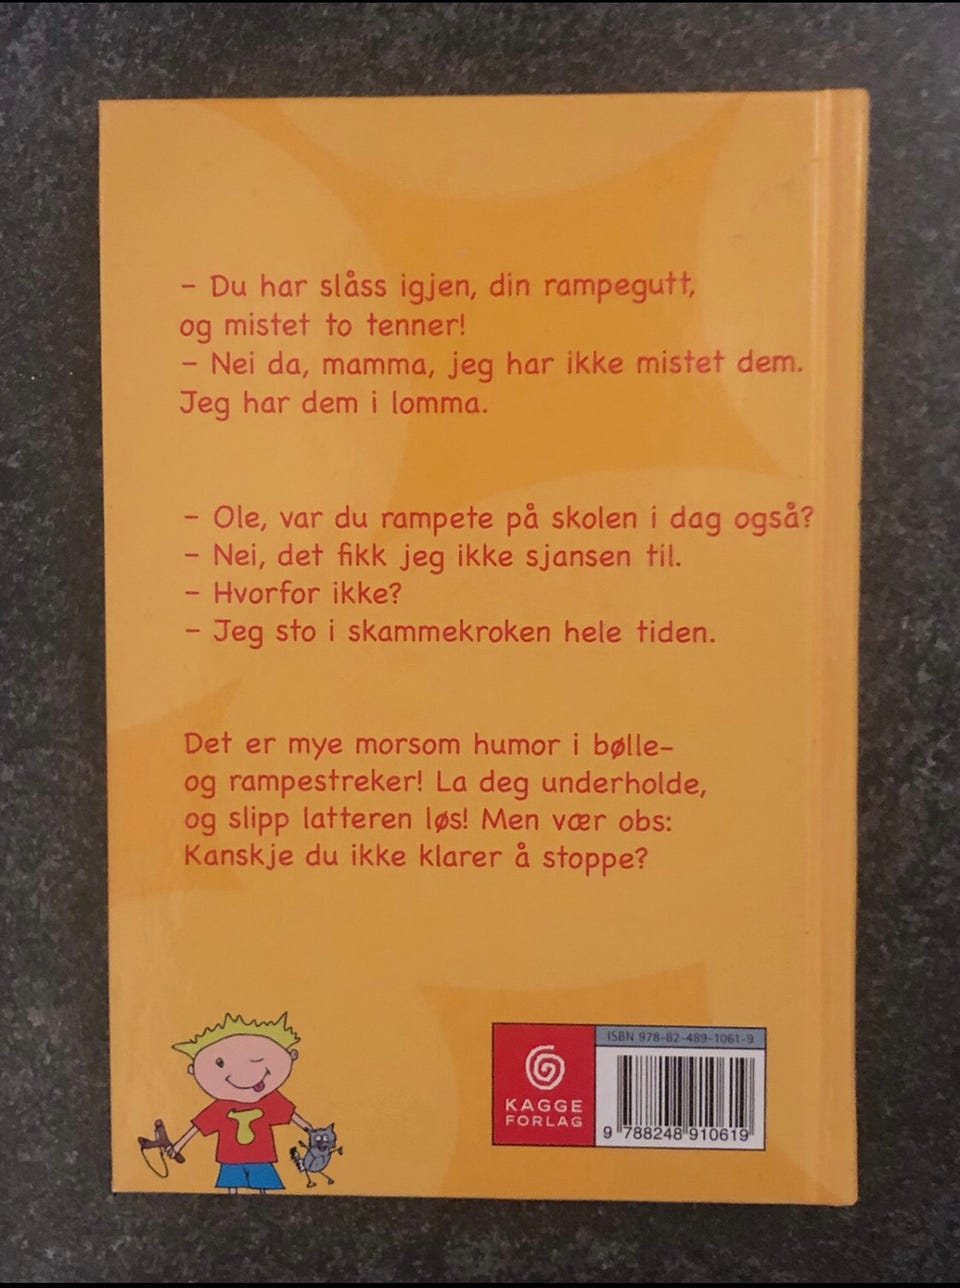 – Du har slåss igjen, din rampegutt,
og mistet to tenner!
– Nei da, mamma, jeg har ikke mistet dem.
Jeg har dem i lomma.
– Ole, var du rampete på skolen i dag også?
– Nei, det fikk jeg ikke sjansen til.
– Hvorfor ikke?
– Jeg sto i skammekroken hele tiden.
Det er mye morsom humor i bølle-
og rampestreker! La deg underholde,
og slipp latteren løs! Men vær obs:
Kanskje du ikke klarer å stoppe?
T
KAGGE
FORLAG
ISBN 978-82-489-1061-9
9 788248 910619